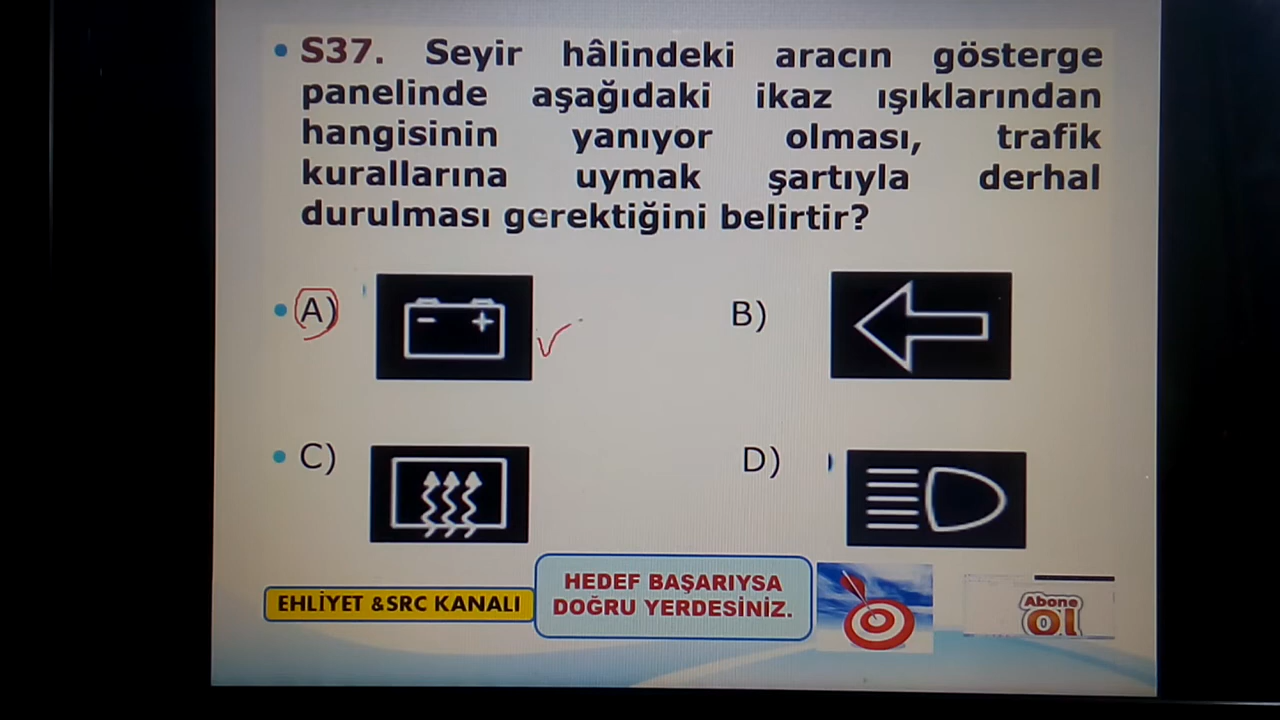 • S37. Seyir hâlindeki aracın gösterge
panelinde aşağıdaki ikaz ışıklarından
hangisinin yanıyor olması, trafik
kurallarına uymak şartıyla derhal
durulması gerektiğini belirtir?
• A)
- +
B)
• C)
D)
EHLİYET &SRC KANALI
HEDEF BAŞARIYSA
DOĞRU YERDESİNİZ.
Abone
Ol